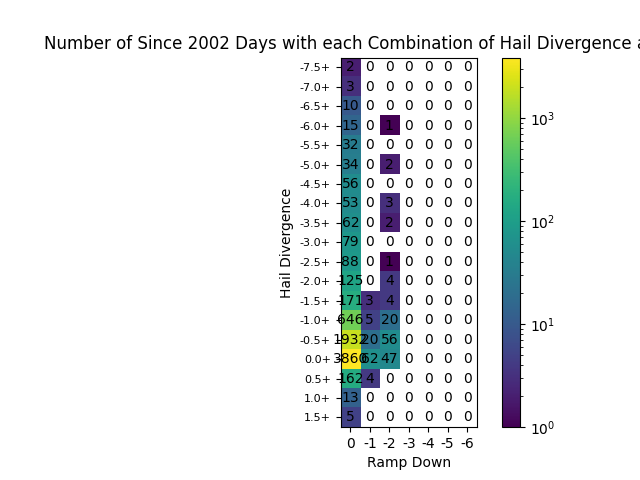 Number of Since 2002 Days with each Combination of Hail Divergence a
-7.5+ 2 0 0 0 0 0 0
-7.0+ 3 0 0 0 0 0 0
-6.5+ 10 0 0 0 0 0 0
-6.0+ 15 0 1 0 0 0 0
-5.5+ 32 0 0 0 0 0 0
-5.0+ 34 0 2 0 0 0 0
-4.5+ 56 0 0 0 0 0 0
-4.0+ 53 0 3 0 0 0 0
-3.5+ 62 0 2 0 0 0 0
-3.0+ 79 0 0 0 0 0 0
-2.5+ 88 0 1 0 0 0 0
-2.0+ 125 0 4 0 0 0 0
-1.5+ 171 3 4 0 0 0 0
-1.0+ 646 5 20 0 0 0 0
-0.5+ 1932 20 56 0 0 0 0
0.0+ 3860 62 47 0 0 0 0
0.5+ 162 4 0 0 0 0 0
1.0+ 13 0 0 0 0 0 0
1.5+ 5 0 0 0 0 0 0
0 -1 -2 -3 -4 -5 -6
Ramp Down
Hail Divergence
10³
10²
10¹
10⁰